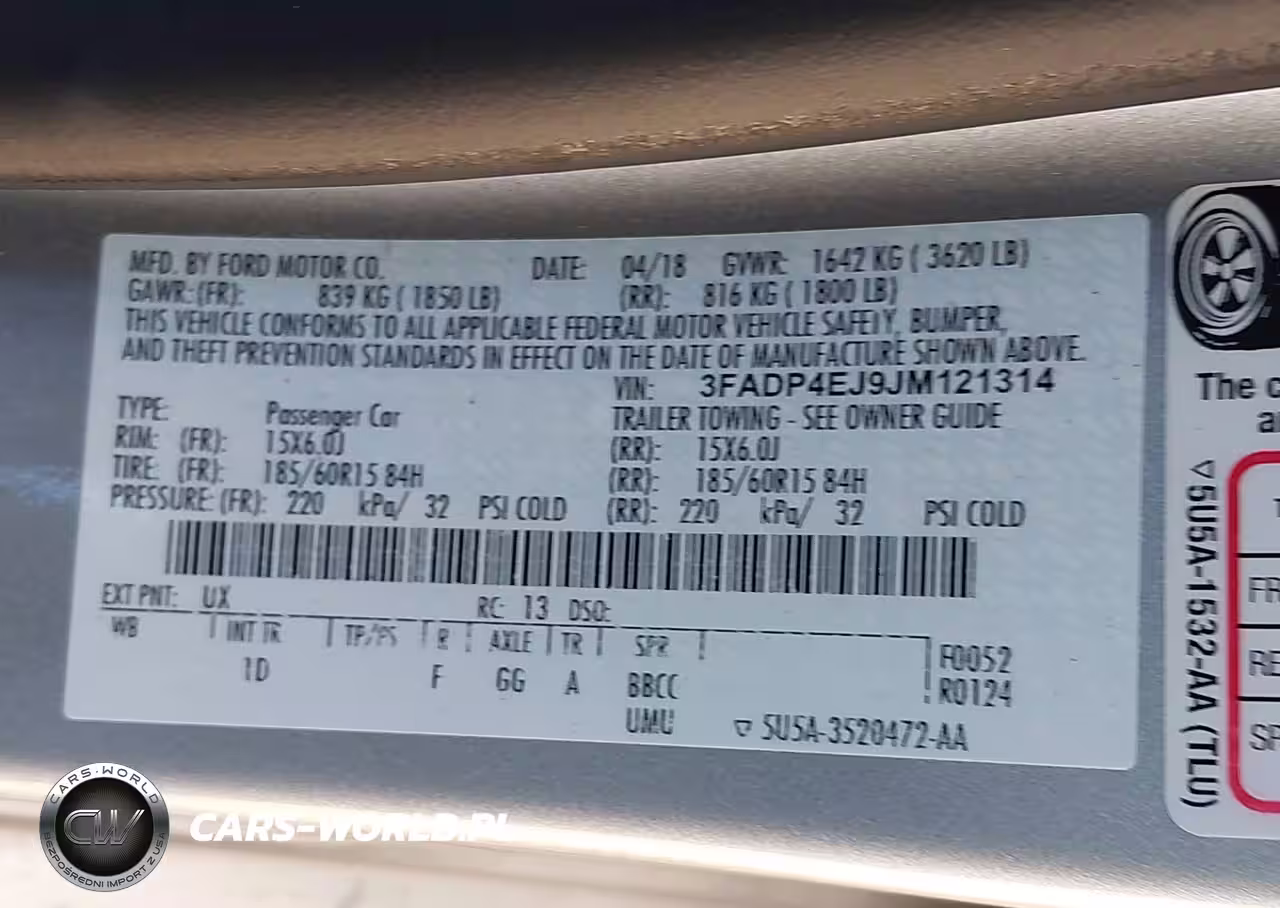 MFD. BY FORD MOTOR CO. DATE: 04/18 GVWR: 1642 KG ( 3620 LB)
GAWR:(FR): 839 KG ( 1850 LB) (RR): 816 KG ( 1800 LB)
THIS VEHICLE CONFORMS TO ALL APPLICABLE FEDERAL MOTOR VEHICLE SAFETY, BUMPER,
AND THEFT PREVENTION STANDARDS IN EFFECT ON THE DATE OF MANUFACTURE SHOWN ABOVE.
VIN: 3FADP4EJ9JM121314
TYPE: Passenger Car TRAILER TOWING - SEE OWNER GUIDE
RIM: (FR): 15X6.0J (RR): 15X6.0J
TIRE: (FR): 185/60R15 84H (RR): 185/60R15 84H
PRESSURE: (FR): 220 kPa/ 32 PSI COLD (RR): 220 kPa/ 32 PSI COLD
EXT PNT: UX RC: 13 DSO:
WB INT TR TP/PS R AXLE TR SPR F0052
1D F GG A BBCC R0124
UMU ▽ 5U5A-3520472-AA
The c
a
▽5U5A-1532-AA (TLU)
T
FR
RE
SP
CARS-WORLD
CW
BEZPOŚREDNI IMPORT Z USA
CARS-WORLD.PL